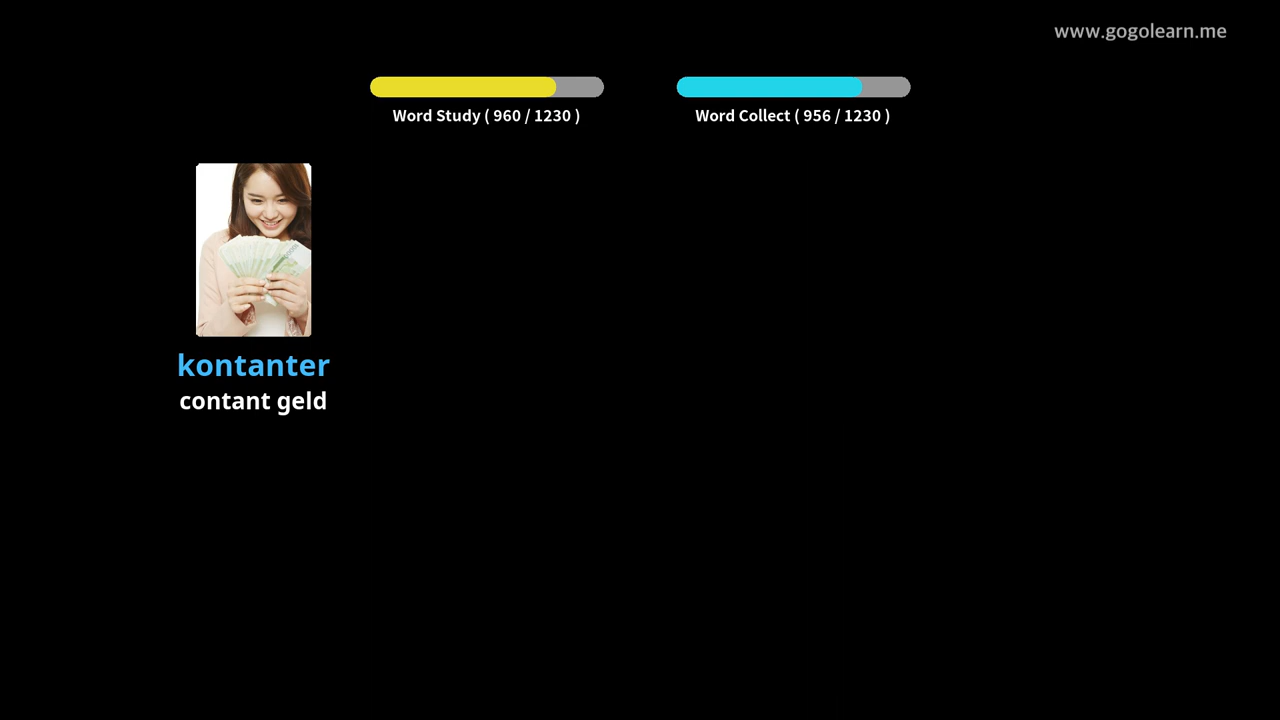 www.gogolearn.me
Word Study ( 960 / 1230 )
Word Collect ( 956 / 1230 )
kontanter
contant geld